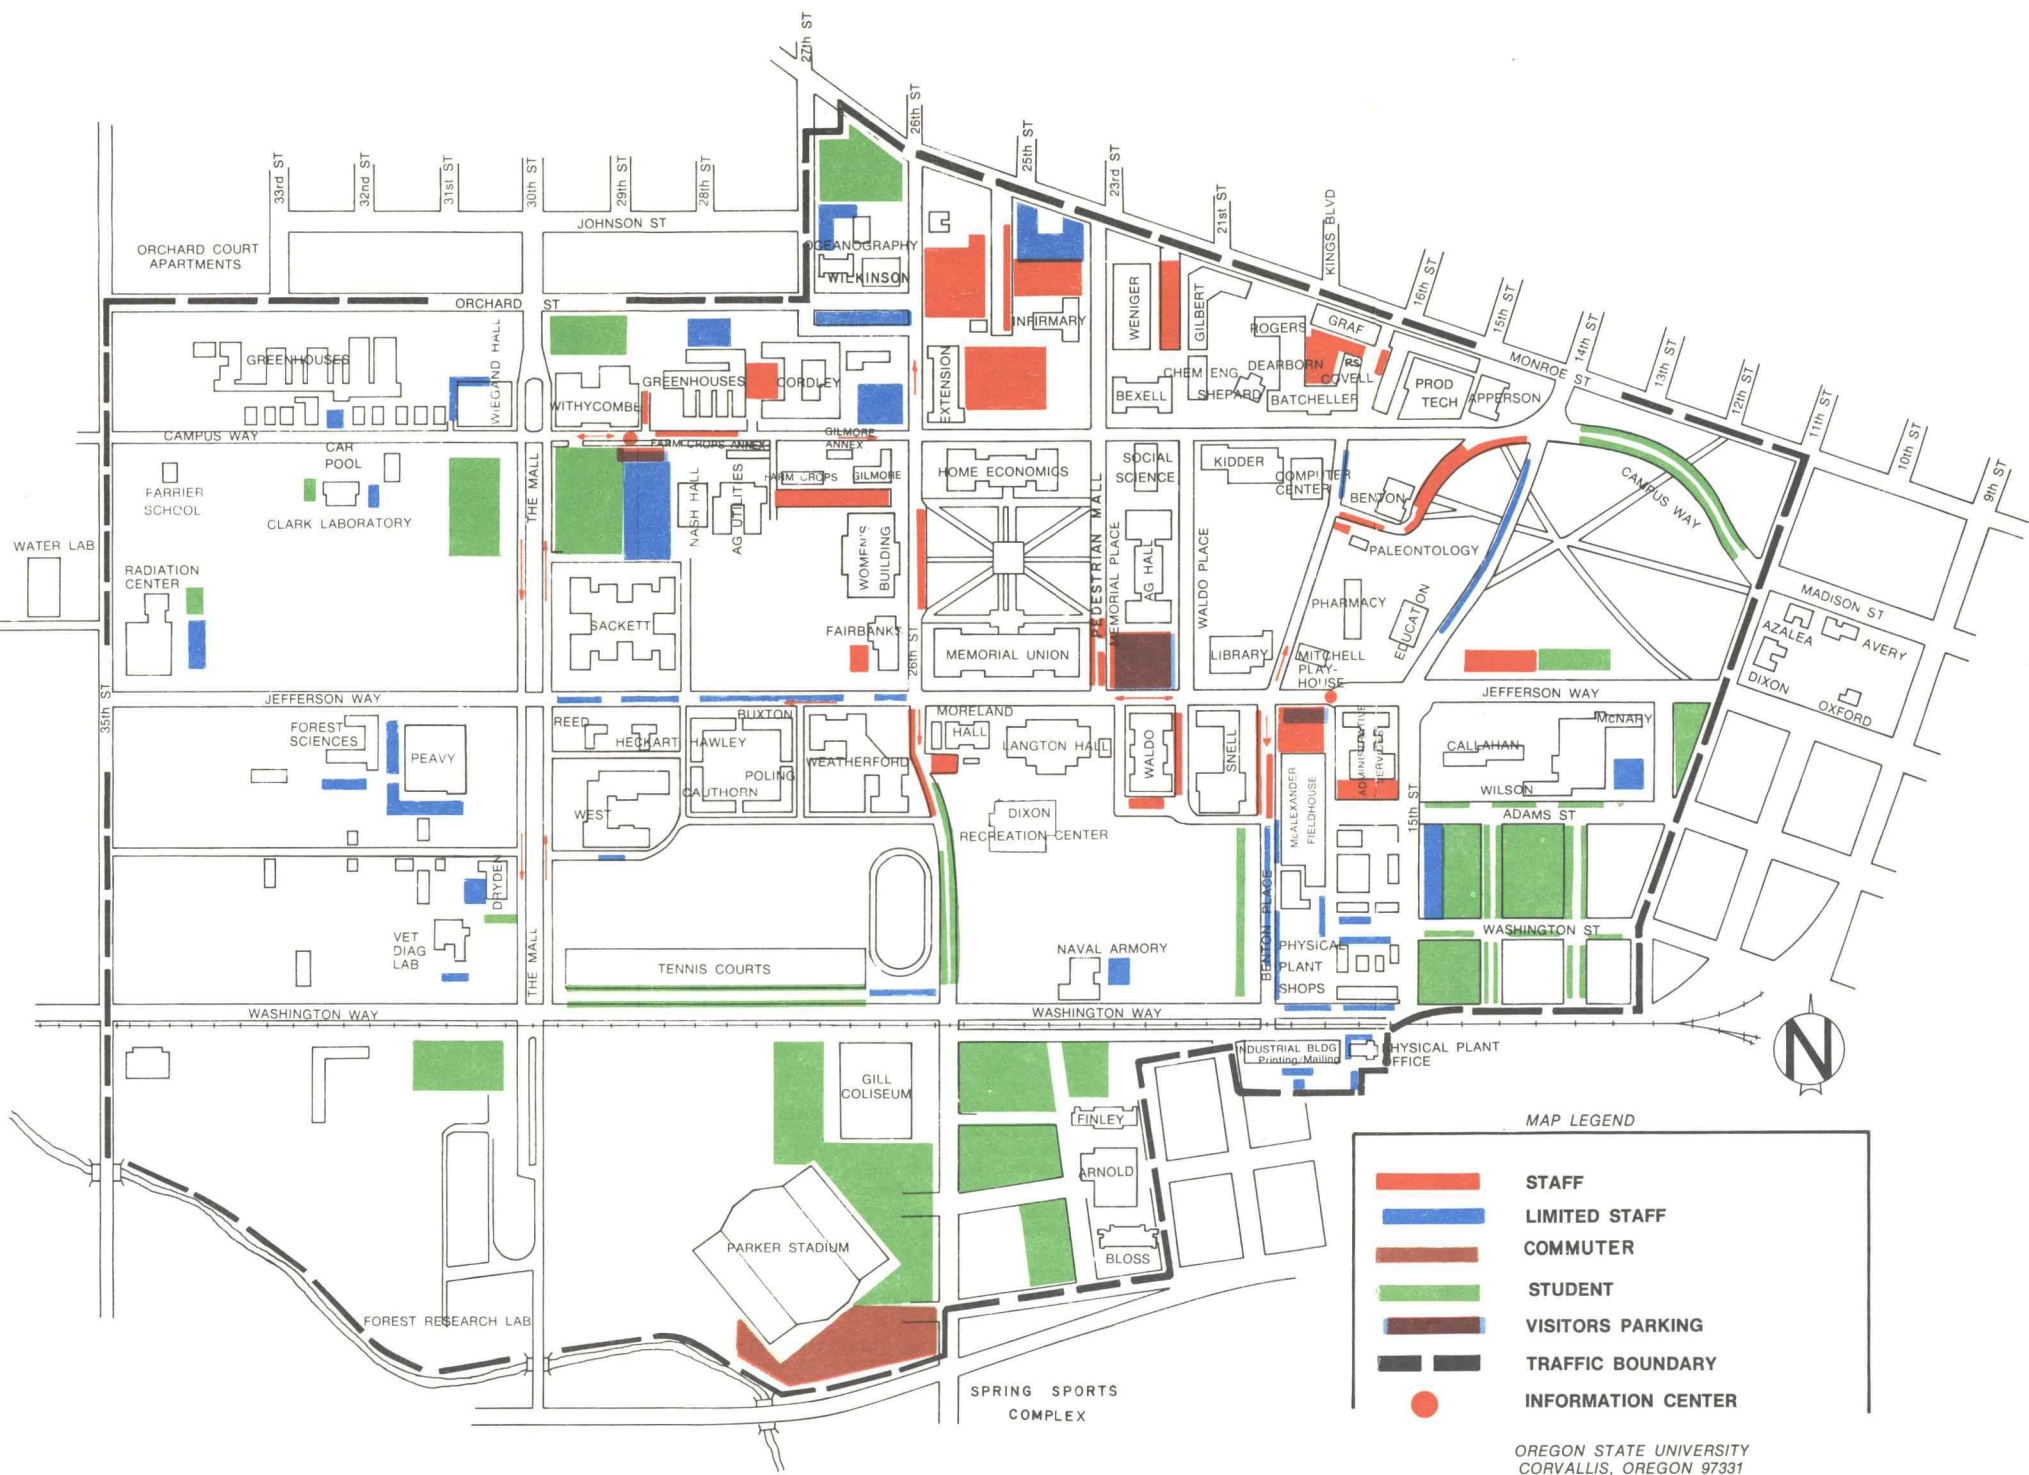 27th ST
26th ST
25th ST
23rd ST
21st ST
KINGS BLVD
16th ST
15th ST
14th ST
13th ST
12th ST
11th ST
10th ST
9th ST
33rd ST
32nd ST
31st ST
30th ST
29th ST
28th ST
JOHNSON ST
ORCHARD COURT
APARTMENTS
ORCHARD ST
OCEANOGRAPHY
WILKINSON
INFIRMARY
WENIGER
GILBERT
ROGERS
GRAF
MONROE ST
GREENHOUSES
WIEGAND HALL
WITHYCOMBE
GREENHOUSES
CORDLEY
EXTENSION
BEXELL
CHEM ENG
SHEPARD
DEARBORN
PS
COVELL
BATCHELLER
PROD
TECH
APPERSON
CAMPUS WAY
CAR
POOL
FARM CROPS ANNEX
GILMORE
ANNEX
FARRIER
SCHOOL
CLARK LABORATORY
THE MALL
NASH HALL
AG UTILITIES
FARM CROPS
GILMORE
HOME ECONOMICS
PEDESTRIAN MALL
MEMORIAL PLACE
SOCIAL
SCIENCE
KIDDER
COMPUTER
CENTER
BENTON
CAMPUS WAY
WATER LAB
RADIATION
CENTER
WOMEN'S
BUILDING
AG HALL
WALDO PLACE
PALEONTOLOGY
PHARMACY
EDUCATION
MADISON ST
AZALEA
AVERY
DIXON
OXFORD
SACKETT
FAIRBANKS
26th ST
MEMORIAL UNION
LIBRARY
MITCHELL
PLAY-
HOUSE
35th ST
JEFFERSON WAY
JEFFERSON WAY
FOREST
SCIENCES
PEAVY
REED
HECKART
HAWLEY
BUXTON
POLING
CAUTHORN
WEATHERFORD
MORELAND
HALL
LANGTON HALL
WALDO
SNELL
ADMINISTRATIVE
SERVICES
McALEXANDER
FIELDHOUSE
15th ST
CALLAHAN
McNARY
WILSON
ADAMS ST
WEST
DIXON
RECREATION CENTER
DRYDEN
VET
DIAG
LAB
THE MALL
TENNIS COURTS
NAVAL ARMORY
BENTON PLACE
PHYSICAL
PLANT
SHOPS
WASHINGTON ST
WASHINGTON WAY
WASHINGTON WAY
INDUSTRIAL BLDG
Printing/Mailing
PHYSICAL PLANT
OFFICE
N
GILL
COLISEUM
FINLEY
ARNOLD
BLOSS
PARKER STADIUM
FOREST RESEARCH LAB
SPRING SPORTS
COMPLEX
MAP LEGEND
STAFF
LIMITED STAFF
COMMUTER
STUDENT
VISITORS PARKING
TRAFFIC BOUNDARY
INFORMATION CENTER
OREGON STATE UNIVERSITY
CORVALLIS, OREGON 97331